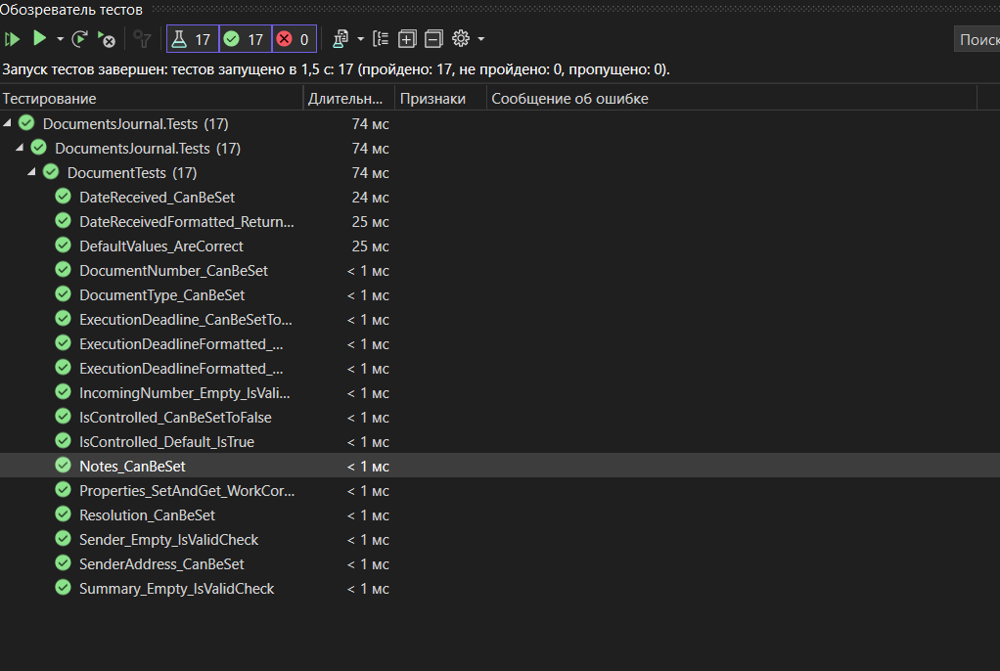 Обозреватель тестов
17 17 0
Поиск
Запуск тестов завершен: тестов запущено в 1,5 с: 17 (пройдено: 17, не пройдено: 0, пропущено: 0).
Тестирование Длительн... Признаки Сообщение об ошибке
DocumentsJournal.Tests (17) 74 мс
DocumentsJournal.Tests (17) 74 мс
DocumentTests (17) 74 мс
DateReceived_CanBeSet 24 мс
DateReceivedFormatted_Return... 25 мс
DefaultValues_AreCorrect 25 мс
DocumentNumber_CanBeSet < 1 мс
DocumentType_CanBeSet < 1 мс
ExecutionDeadline_CanBeSetTo... < 1 мс
ExecutionDeadlineFormatted_... < 1 мс
ExecutionDeadlineFormatted_... < 1 мс
IncomingNumber_Empty_IsVali... < 1 мс
IsControlled_CanBeSetToFalse < 1 мс
IsControlled_Default_IsTrue < 1 мс
Notes_CanBeSet < 1 мс
Properties_SetAndGet_WorkCor... < 1 мс
Resolution_CanBeSet < 1 мс
Sender_Empty_IsValidCheck < 1 мс
SenderAddress_CanBeSet < 1 мс
Summary_Empty_IsValidCheck < 1 мс